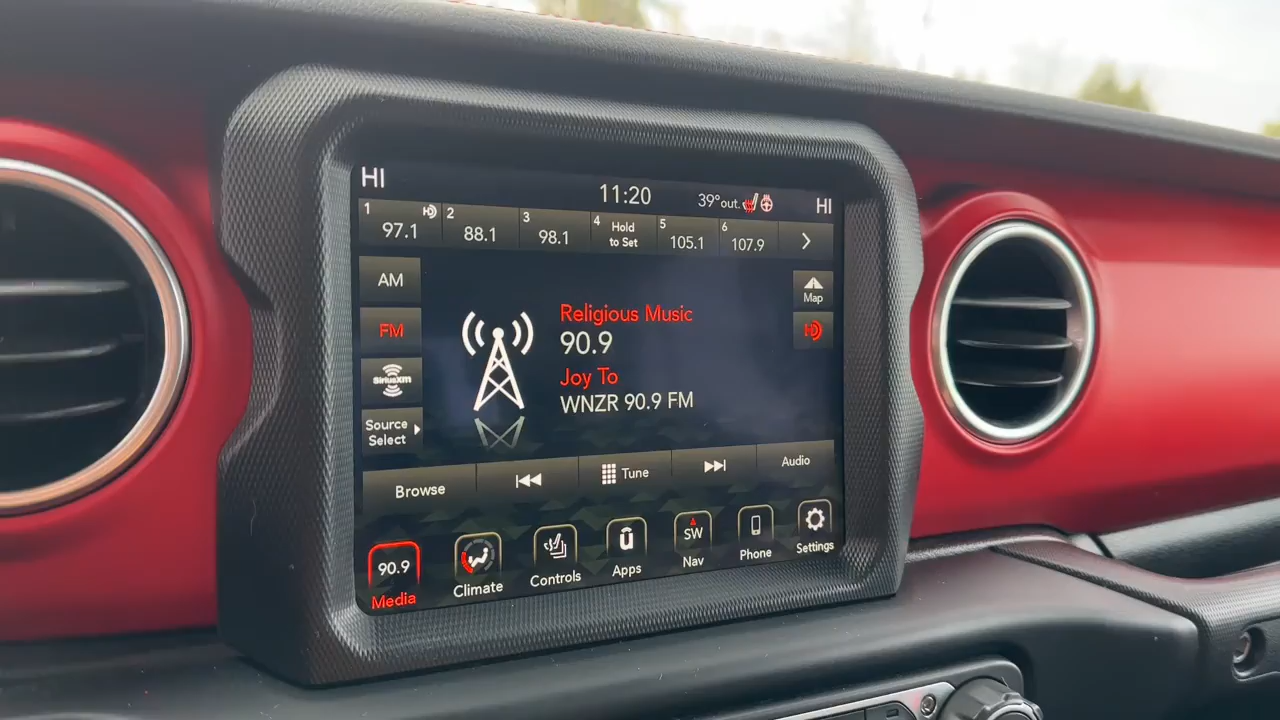 HI
11:20
39°out.
HI
1
97.1
2
88.1
3
98.1
4
Hold
to Set
5
105.1
6
107.9
AM
FM
SiriusXM
Source
Select
Religious Music
90.9
Joy To
WNZR 90.9 FM
Map
HD
Browse
Tune
Audio
90.9
Media
Climate
Controls
Apps
SW
Nav
Phone
Settings